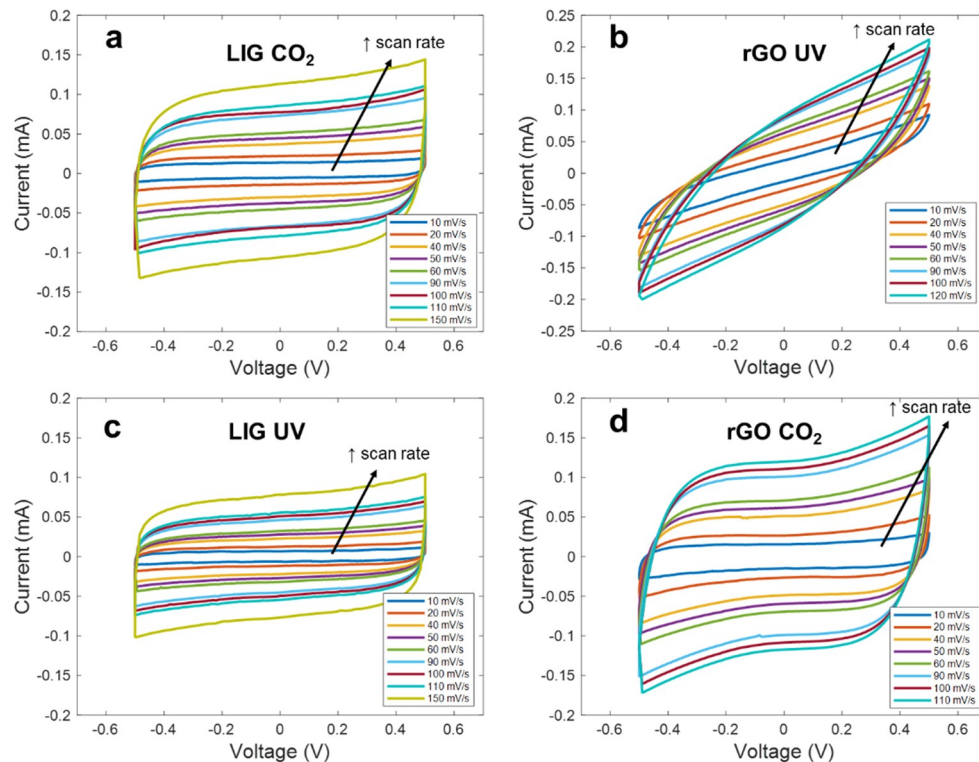 a
LIG CO₂
↑ scan rate
Current (mA)
0.2
0.15
0.1
0.05
0
-0.05
-0.1
-0.15
-0.2
10 mV/s
20 mV/s
40 mV/s
50 mV/s
60 mV/s
90 mV/s
100 mV/s
110 mV/s
150 mV/s
-0.6 -0.4 -0.2 0 0.2 0.4 0.6
Voltage (V)
b
rGO UV
↑ scan rate
Current (mA)
0.25
0.2
0.15
0.1
0.05
0
-0.05
-0.1
-0.15
-0.2
-0.25
10 mV/s
20 mV/s
40 mV/s
50 mV/s
60 mV/s
90 mV/s
100 mV/s
120 mV/s
-0.6 -0.4 -0.2 0 0.2 0.4 0.6
Voltage (V)
c
LIG UV
↑ scan rate
Current (mA)
0.2
0.15
0.1
0.05
0
-0.05
-0.1
-0.15
-0.2
10 mV/s
20 mV/s
40 mV/s
50 mV/s
60 mV/s
90 mV/s
100 mV/s
110 mV/s
150 mV/s
-0.6 -0.4 -0.2 0 0.2 0.4 0.6
Voltage (V)
d
rGO CO₂
↑ scan rate
Current (mA)
0.2
0.15
0.1
0.05
0
-0.05
-0.1
-0.15
-0.2
10 mV/s
20 mV/s
40 mV/s
50 mV/s
60 mV/s
90 mV/s
100 mV/s
110 mV/s
-0.6 -0.4 -0.2 0 0.2 0.4 0.6
Voltage (V)